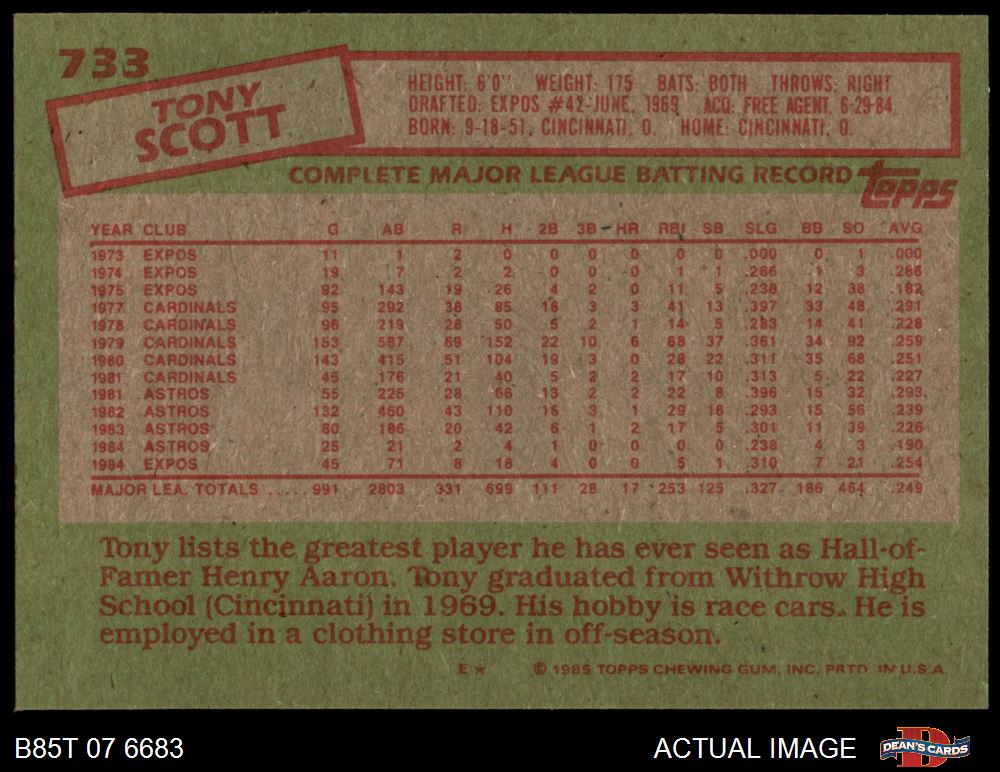 733
TONY
SCOTT
HEIGHT: 6'0" WEIGHT: 175 BATS: BOTH THROWS: RIGHT
DRAFTED: EXPOS #42-JUNE, 1969 ACQ: FREE AGENT, 6-29-84
BORN: 9-18-51, CINCINNATI, O. HOME: CINCINNATI, O.
COMPLETE MAJOR LEAGUE BATTING RECORD topps
YEAR CLUB G AB R H 2B 3B HR RBI SB SLG BB SO AVG
1973 EXPOS 11 1 2 0 0 0 0 0 0 .000 0 1 .000
1974 EXPOS 19 7 2 2 0 0 0 1 1 .286 1 3 .286
1975 EXPOS 92 143 19 26 4 2 0 11 5 .238 12 38 .182
1977 CARDINALS 95 292 38 85 16 3 3 41 13 .397 33 48 .291
1978 CARDINALS 96 219 28 50 5 2 1 14 5 .283 14 41 .228
1979 CARDINALS 153 587 69 152 22 10 6 68 37 .361 34 92 .259
1980 CARDINALS 143 415 51 104 19 3 0 28 22 .311 35 68 .251
1981 CARDINALS 45 176 21 40 5 2 2 17 10 .313 5 22 .227
1981 ASTROS 55 225 28 66 13 2 2 22 8 .396 15 32 .293
1982 ASTROS 132 460 43 110 16 3 1 29 18 .293 15 56 .239
1983 ASTROS 80 186 20 42 6 1 2 17 5 .301 11 39 .226
1984 ASTROS 25 21 2 4 1 0 0 0 0 .238 4 3 .190
1984 EXPOS 45 71 8 18 4 0 0 5 1 .310 7 21 .254
MAJOR LEA. TOTALS ..... 991 2803 331 699 111 28 17 253 125 .327 186 464 .249
Tony lists the greatest player he has ever seen as Hall-of-
Famer Henry Aaron. Tony graduated from Withrow High
School (Cincinnati) in 1969. His hobby is race cars. He is
employed in a clothing store in off-season.
E * © 1985 TOPPS CHEWING GUM, INC. PRTD. IN U.S.A.
B85T 07 6683 ACTUAL IMAGE D DEAN'S CARDS